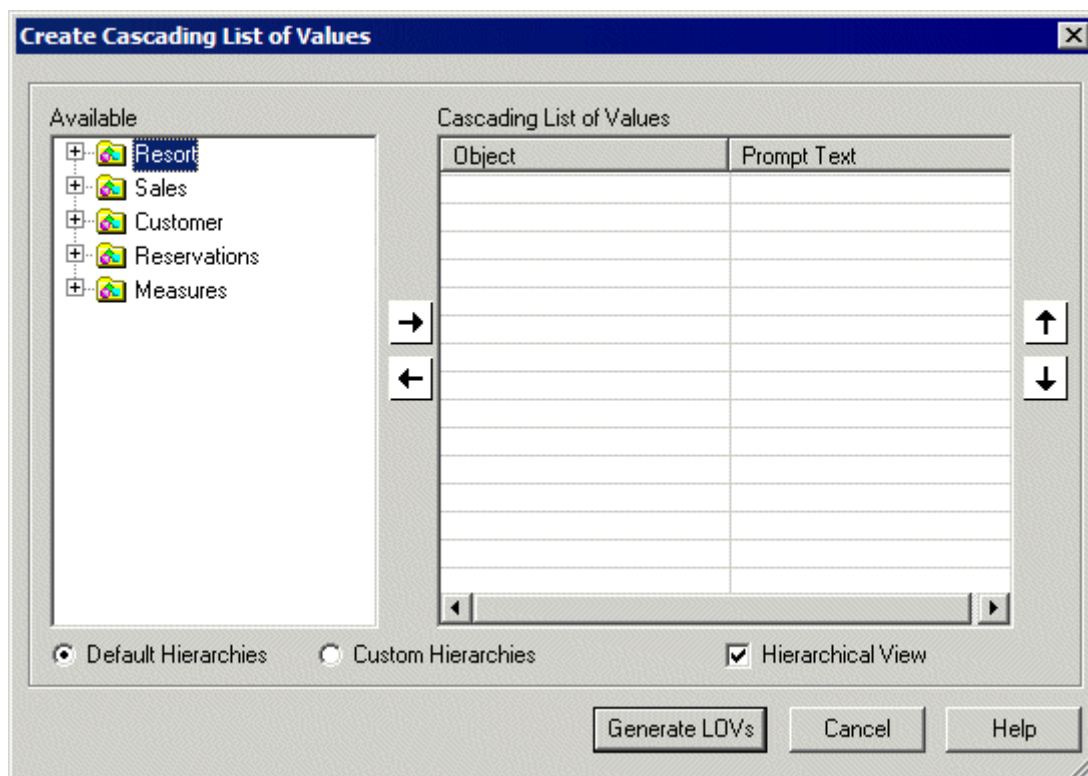 Create Cascading List of Values
Available
Cascading List of Values
Resort
Sales
Customer
Reservations
Measures
Object
Prompt Text
Default Hierarchies
Custom Hierarchies
Hierarchical View
Generate LOVs
Cancel
Help